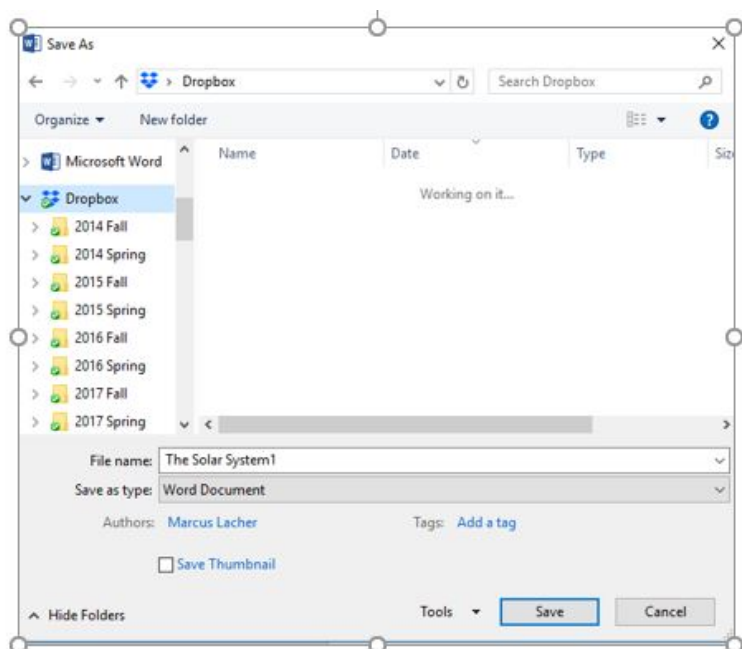 Save As
Dropbox
Search Dropbox
Organize New folder
Name Date Type Siz
Microsoft Word
Working on it...
Dropbox
2014 Fall
2014 Spring
2015 Fall
2015 Spring
2016 Fall
2016 Spring
2017 Fall
2017 Spring
File name: The Solar System1
Save as type: Word Document
Authors: Marcus Lacher Tags: Add a tag
Save Thumbnail
Hide Folders Tools Save Cancel